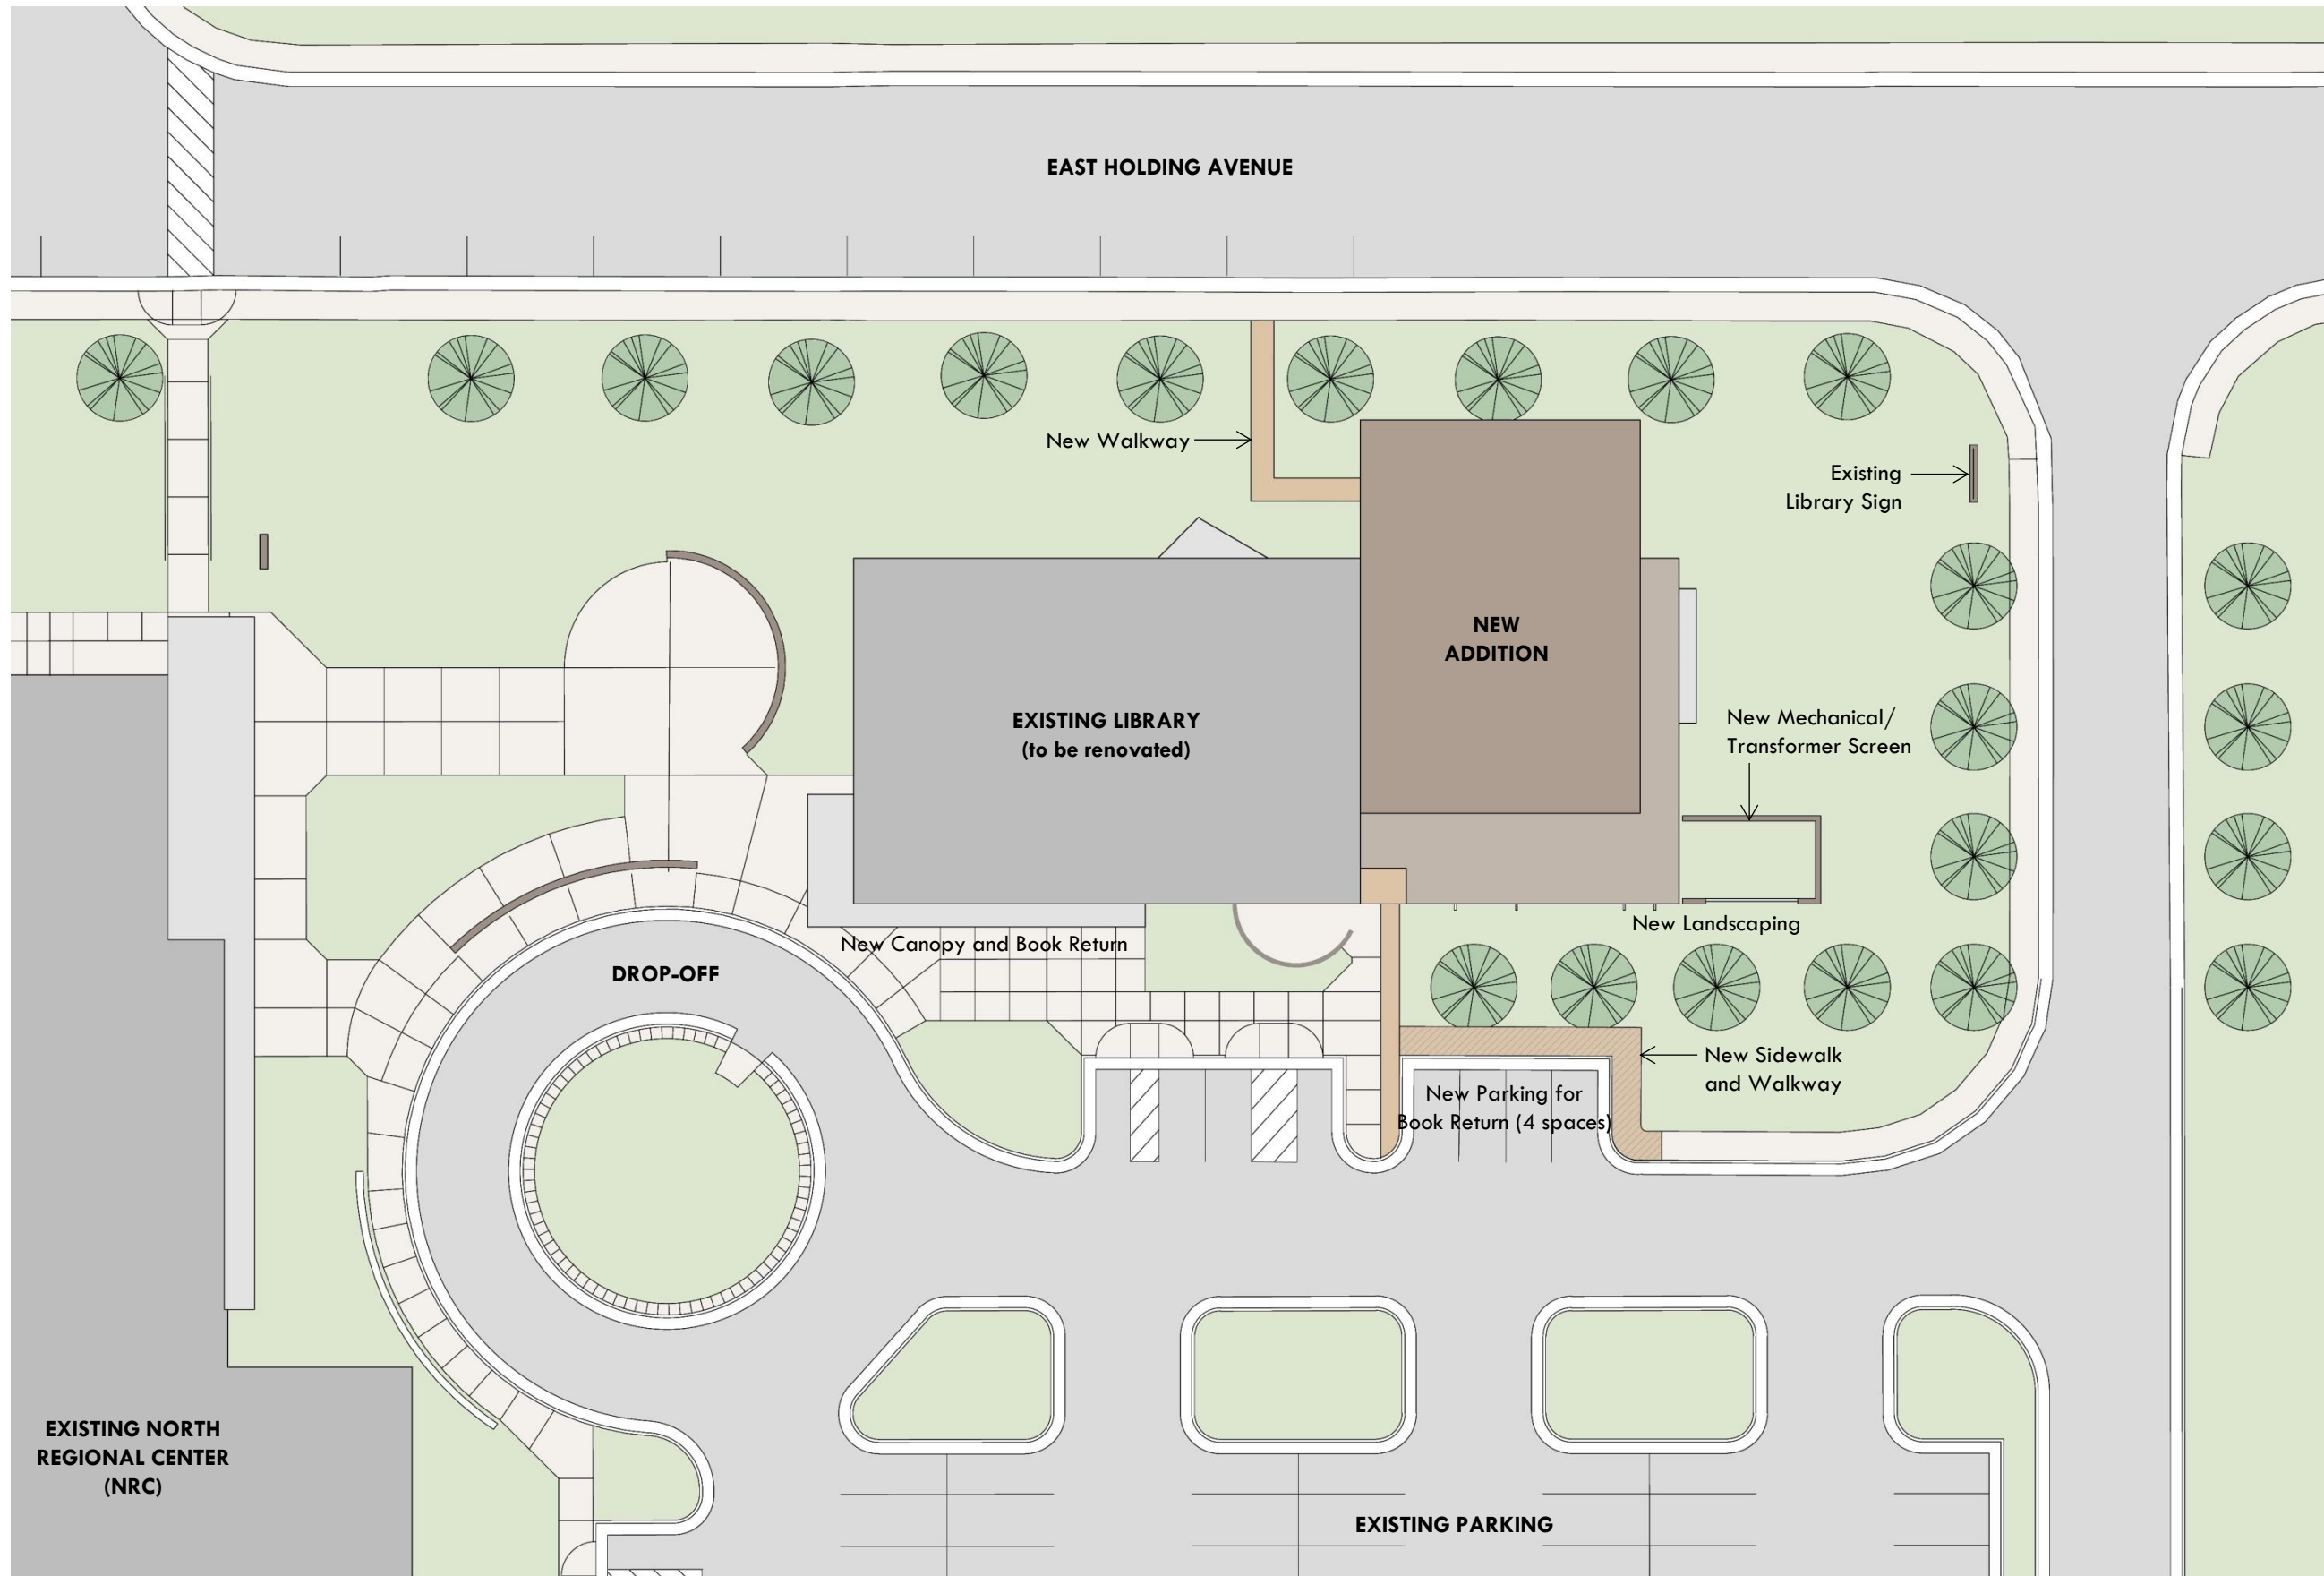 EAST HOLDING AVENUE
New Walkway
Existing
Library Sign
NEW
ADDITION
EXISTING LIBRARY
(to be renovated)
New Mechanical/
Transformer Screen
New Landscaping
New Canopy and Book Return
DROP-OFF
New Sidewalk
and Walkway
New Parking for
Book Return (4 spaces)
EXISTING NORTH
REGIONAL CENTER
(NRC)
EXISTING PARKING